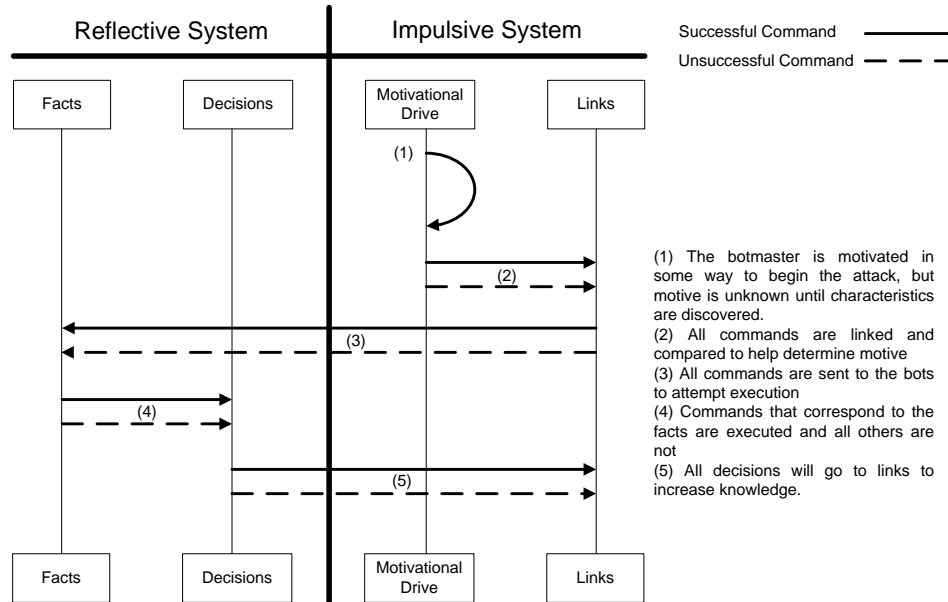 Reflective System
Impulsive System
Successful Command
Unsuccessful Command
Facts
Decisions
Motivational
Drive
Links
(1)
(2)
(3)
(4)
(5)
(1) The botmaster is motivated in
some way to begin the attack, but
motive is unknown until characteristics
are discovered.
(2) All commands are linked and
compared to help determine motive
(3) All commands are sent to the bots
to attempt execution
(4) Commands that correspond to the
facts are executed and all others are
not
(5) All decisions will go to links to
increase knowledge.
Facts
Decisions
Motivational
Drive
Links